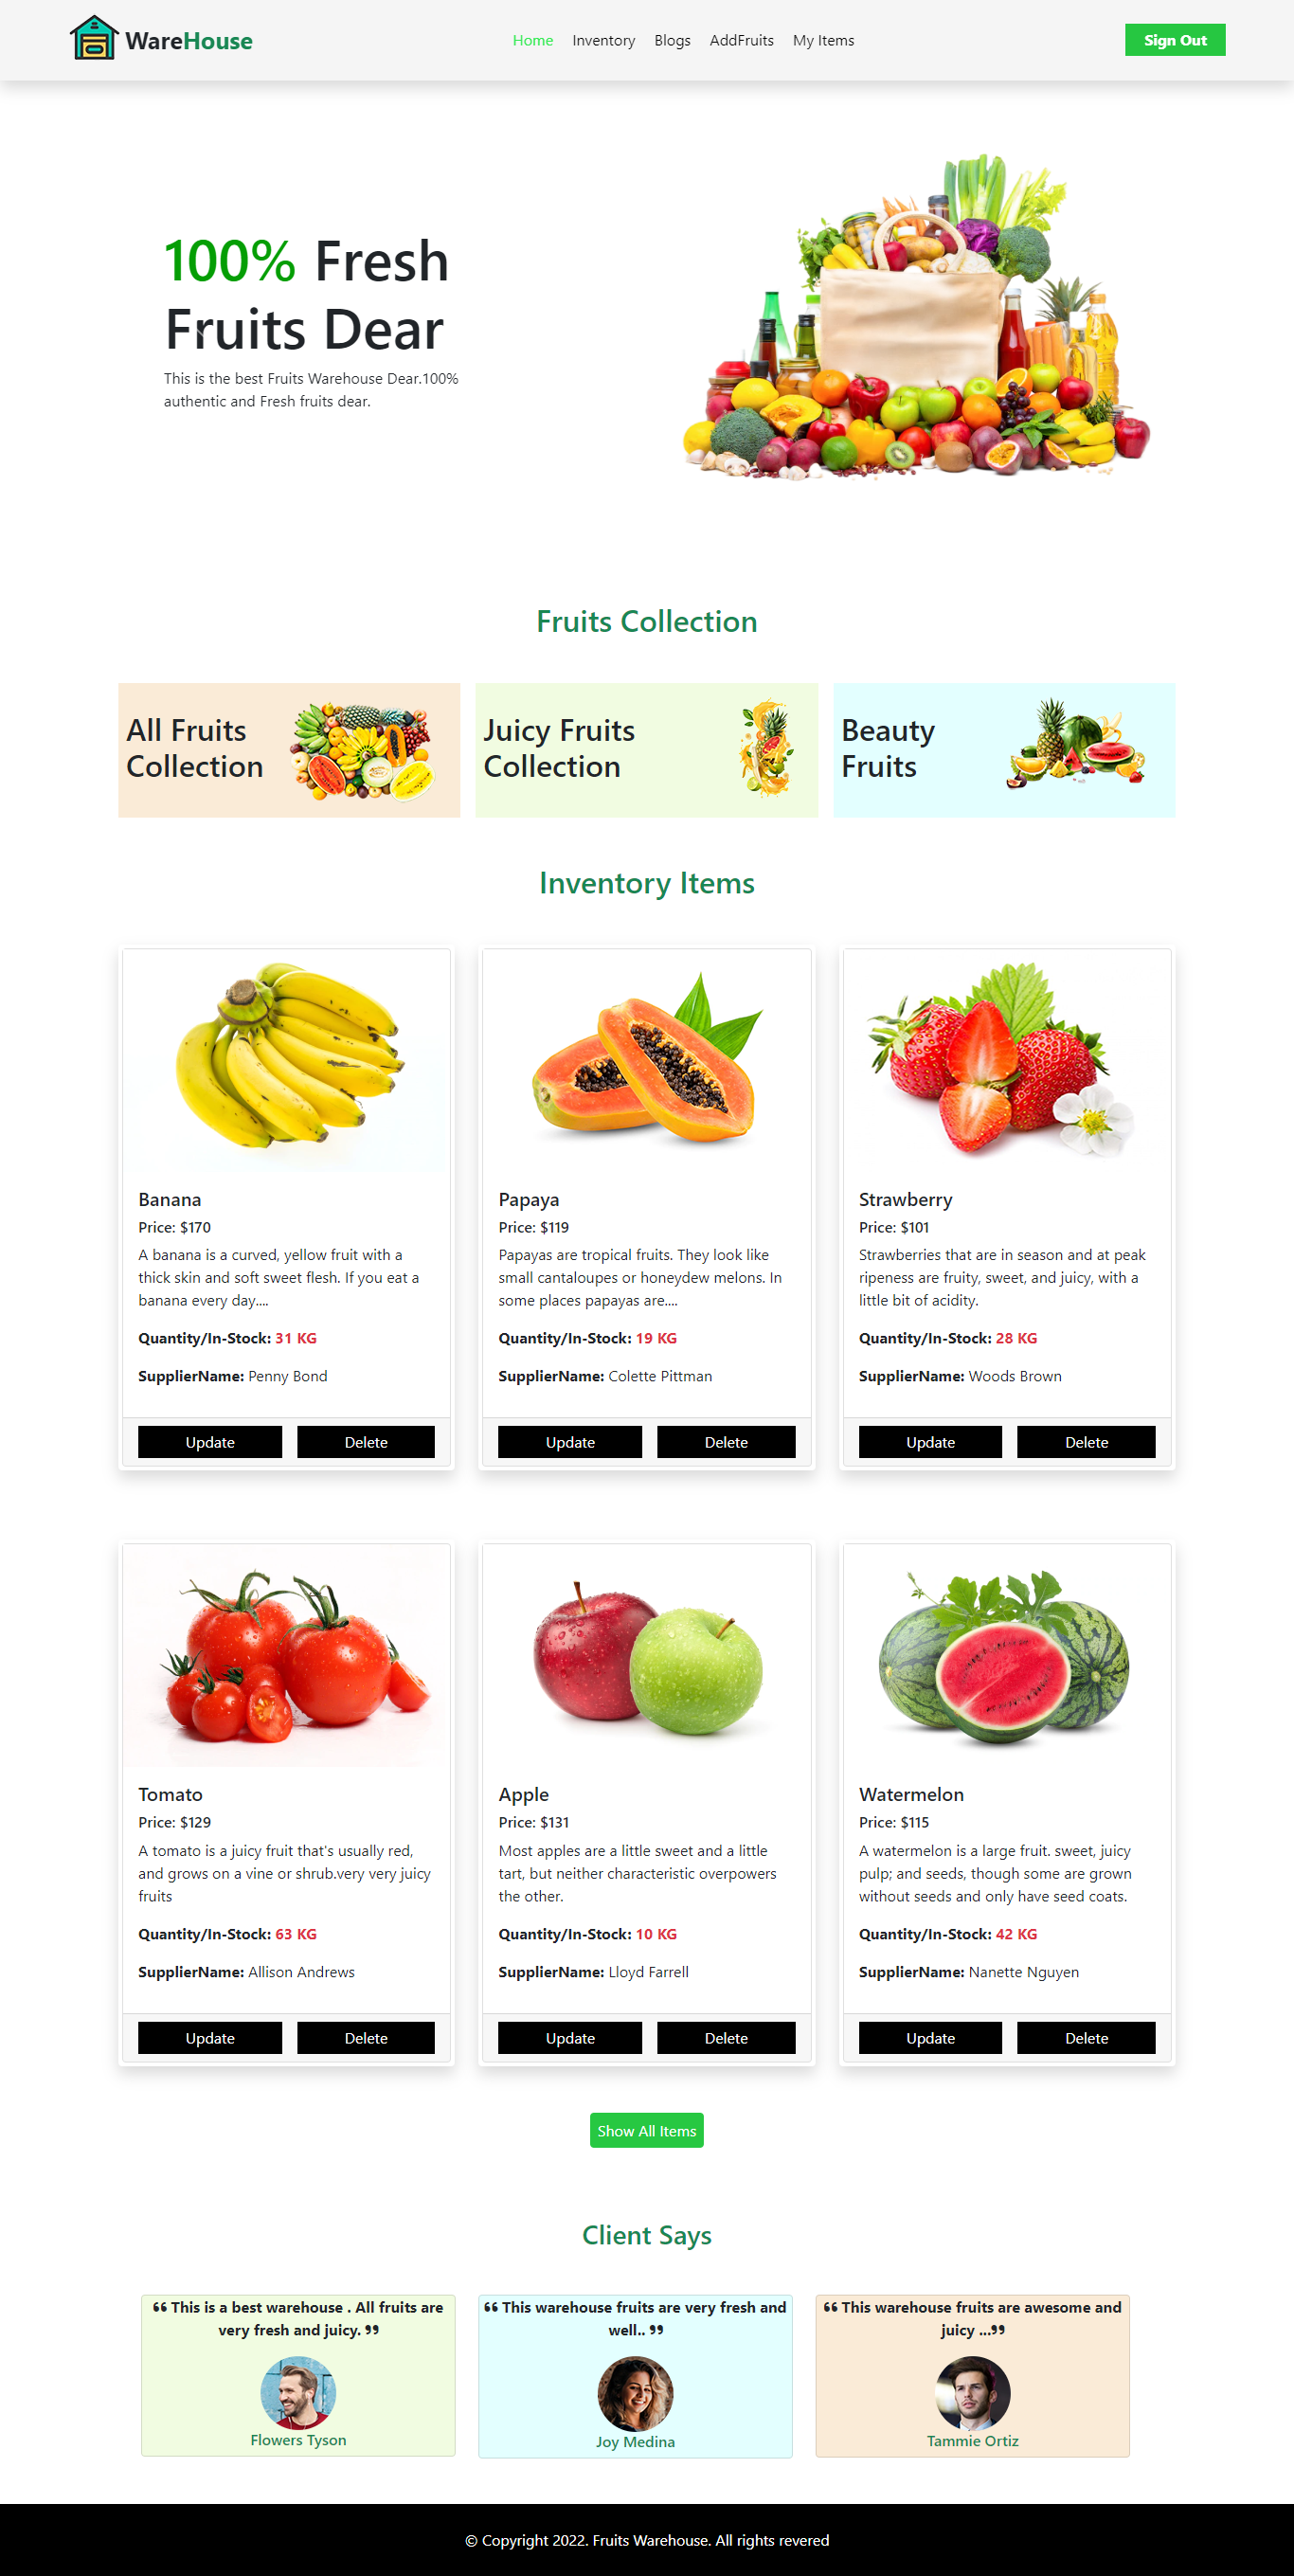 WareHouse
Home Inventory Blogs AddFruits My Items
Sign Out
100% Fresh
Fruits Dear
This is the best Fruits Warehouse Dear.100%
authentic and Fresh fruits dear.
Fruits Collection
All Fruits
Collection
Juicy Fruits
Collection
Beauty
Fruits
Inventory Items
Banana
Price: $170
A banana is a curved, yellow fruit with a
thick skin and soft sweet flesh. If you eat a
banana every day....
Quantity/In-Stock: 31 KG
SupplierName: Penny Bond
Update Delete
Papaya
Price: $119
Papayas are tropical fruits. They look like
small cantaloupes or honeydew melons. In
some places papayas are....
Quantity/In-Stock: 19 KG
SupplierName: Colette Pittman
Update Delete
Strawberry
Price: $101
Strawberries that are in season and at peak
ripeness are fruity, sweet, and juicy, with a
little bit of acidity.
Quantity/In-Stock: 28 KG
SupplierName: Woods Brown
Update Delete
Tomato
Price: $129
A tomato is a juicy fruit that's usually red,
and grows on a vine or shrub.very very juicy
fruits
Quantity/In-Stock: 63 KG
SupplierName: Allison Andrews
Update Delete
Apple
Price: $131
Most apples are a little sweet and a little
tart, but neither characteristic overpowers
the other.
Quantity/In-Stock: 10 KG
SupplierName: Lloyd Farrell
Update Delete
Watermelon
Price: $115
A watermelon is a large fruit. sweet, juicy
pulp; and seeds, though some are grown
without seeds and only have seed coats.
Quantity/In-Stock: 42 KG
SupplierName: Nanette Nguyen
Update Delete
Show All Items
Client Says
❝ This is a best warehouse . All fruits are
very fresh and juicy. ❞
Flowers Tyson
❝ This warehouse fruits are very fresh and
well.. ❞
Joy Medina
❝ This warehouse fruits are awesome and
juicy ...❞
Tammie Ortiz
© Copyright 2022. Fruits Warehouse. All rights revered